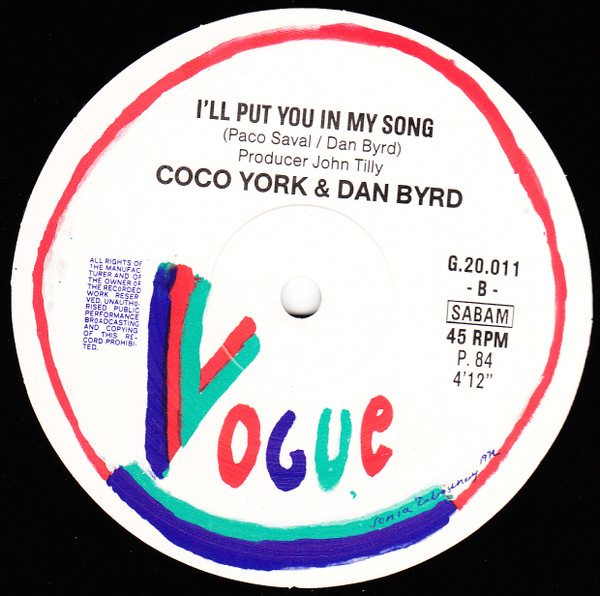 I'LL PUT YOU IN MY SONG
(Paco Saval / Dan Byrd)
Producer John Tilly
COCO YORK & DAN BYRD
ALL RIGHTS OF
THE MANUFAC
TURER AND OF
THE OWNER OF
THE RECORDED
WORK RESER
VED. UNAUTHO
RISED PUBLIC
PERFORMANCE
BROADCASTING
AND COPYING
OF THIS RE-
CORD PROHIBI-
TED.
G.20.011
- B -
SABAM
45 RPM
P. 84
4'12"
VOGUE
Sonia